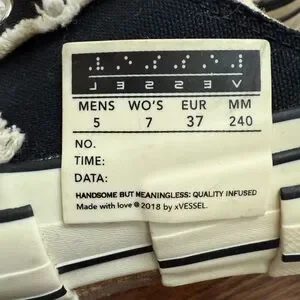 VESSEL
MENS WO'S EUR MM
5 7 37 240
NO.
TIME:
DATA:
HANDSOME BUT MEANINGLESS: QUALITY INFUSED
Made with love @ 2018 by xVESSEL.